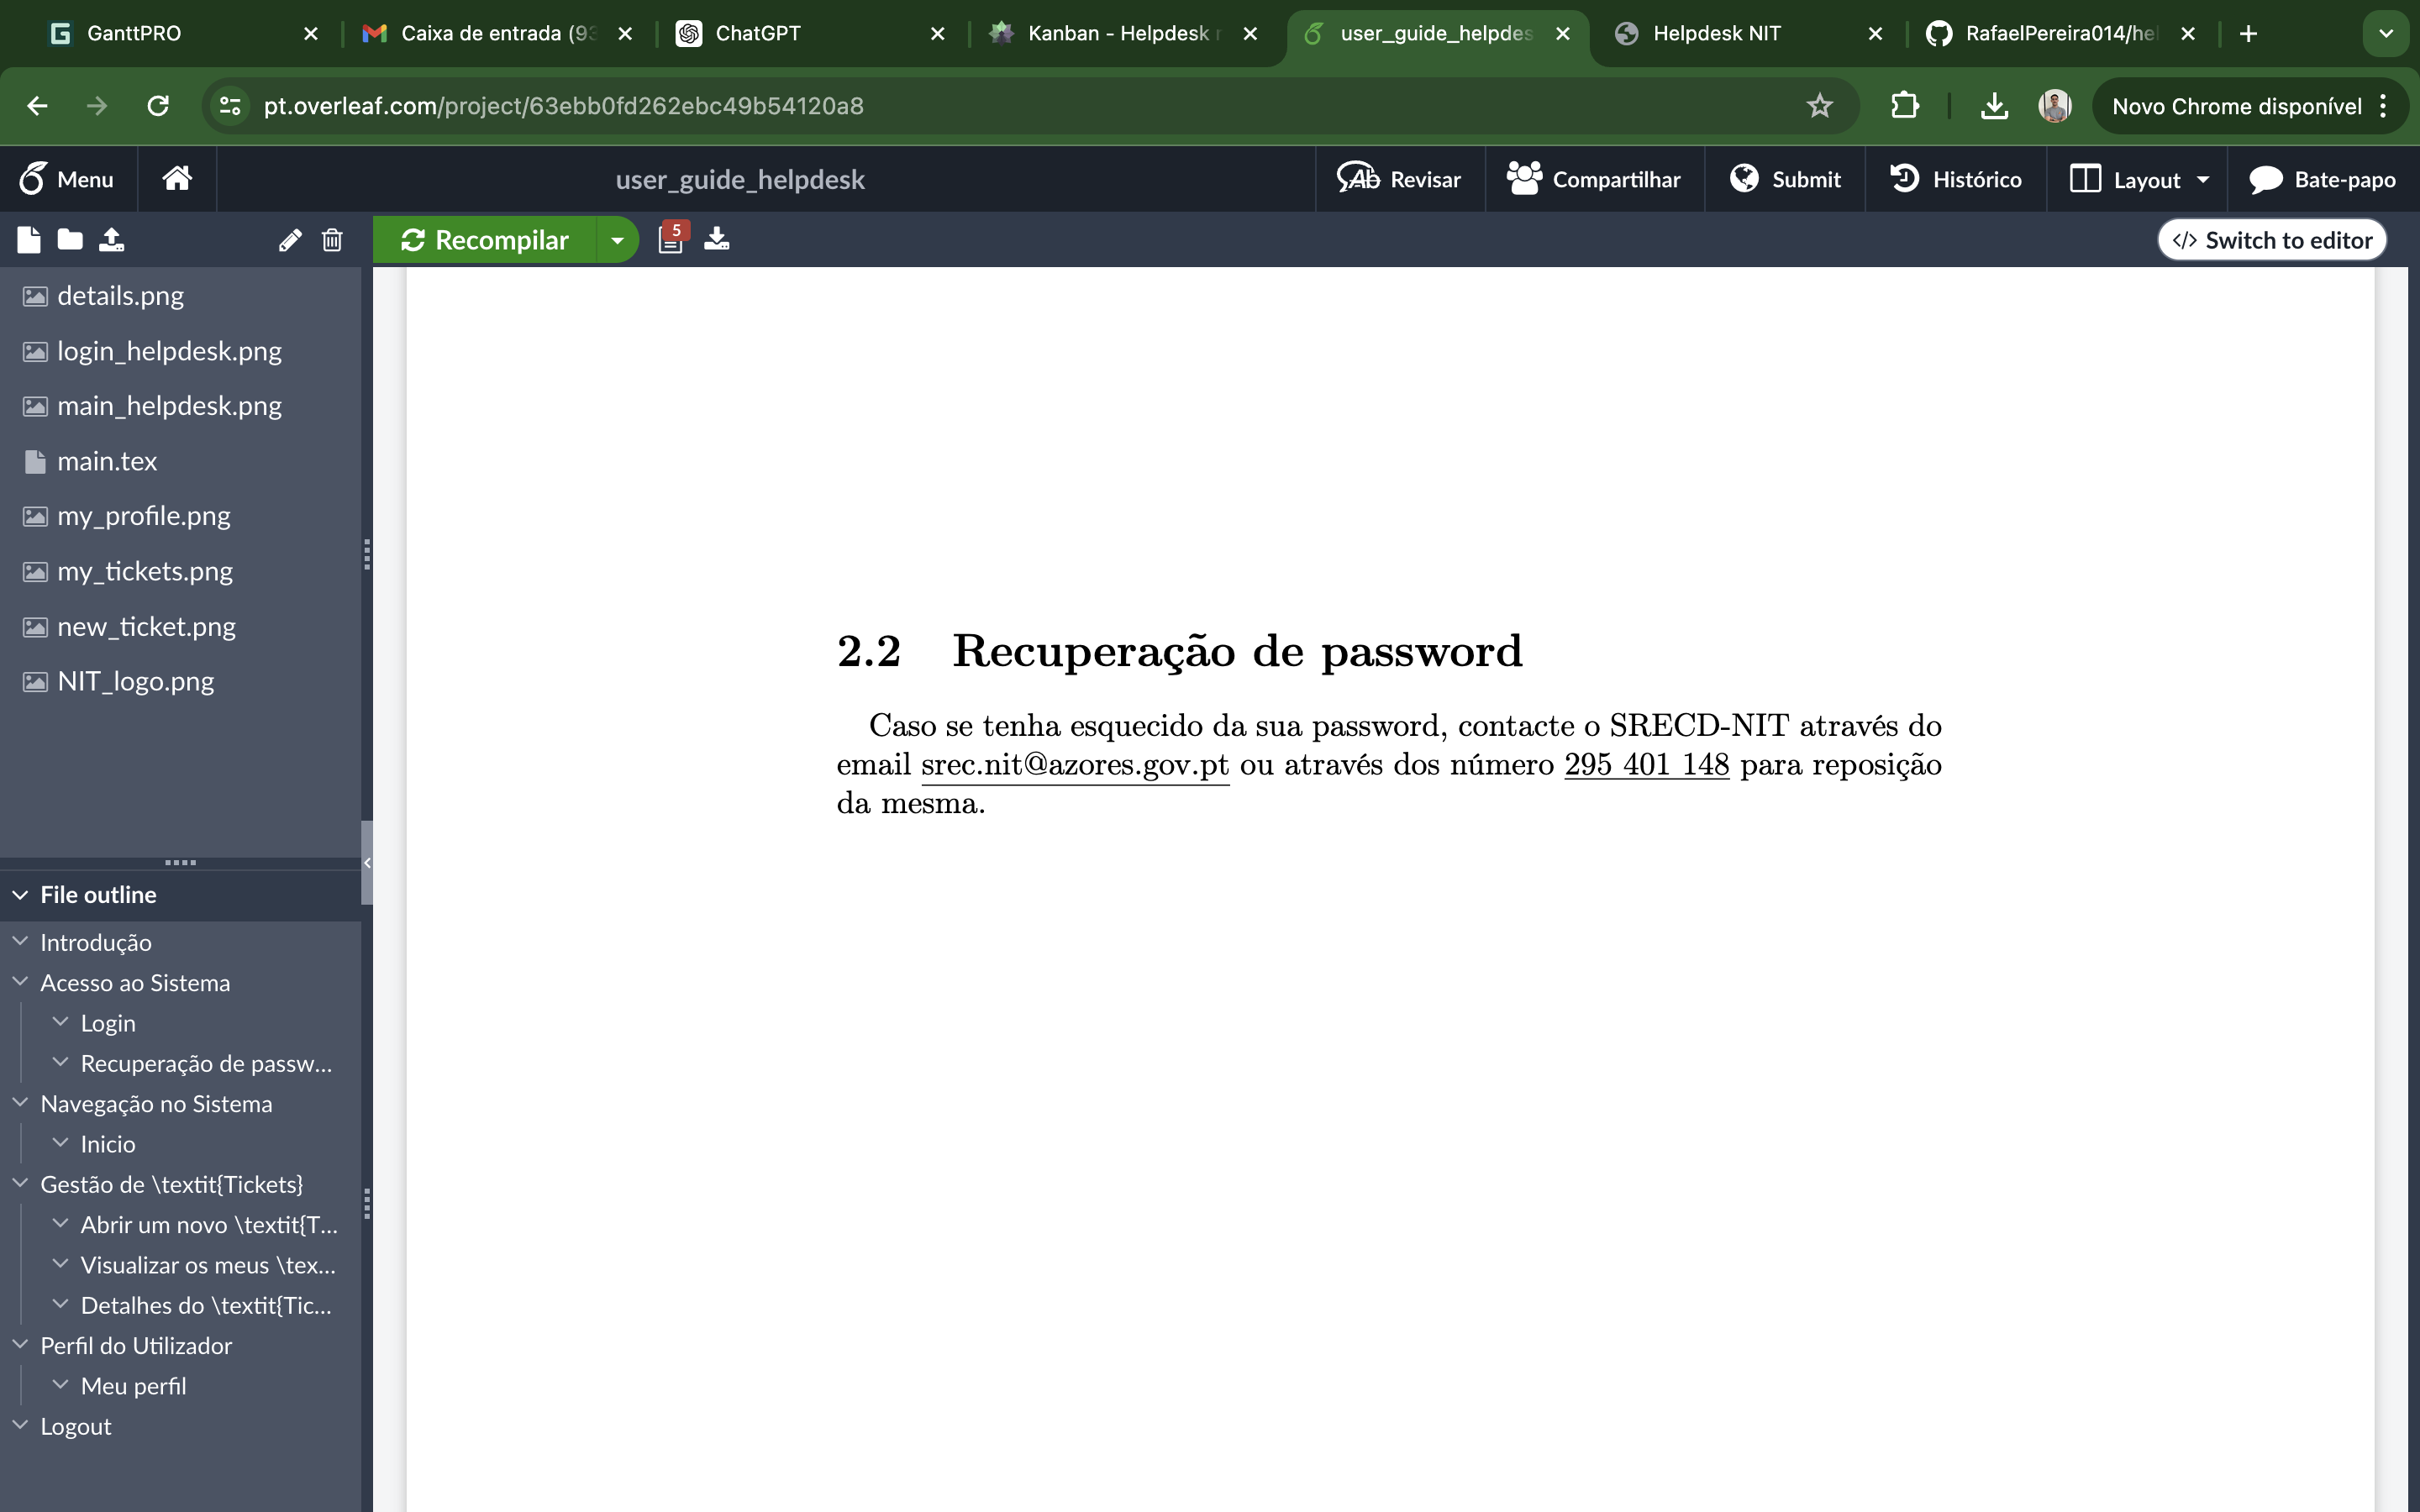 GanttPRO
Caixa de entrada (93
ChatGPT
Kanban - Helpdesk
user_guide_helpdes
Helpdesk NIT
RafaelPereira014/hel
pt.overleaf.com/project/63ebb0fd262ebc49b54120a8
Novo Chrome disponível
Menu
user_guide_helpdesk
Revisar
Compartilhar
Submit
Histórico
Layout
Bate-papo
Recompilar
5
Switch to editor
details.png
login_helpdesk.png
main_helpdesk.png
main.tex
my_profile.png
my_tickets.png
new_ticket.png
NIT_logo.png
File outline
Introdução
Acesso ao Sistema
Login
Recuperação de passw...
Navegação no Sistema
Inicio
Gestão de \textit{Tickets}
Abrir um novo \textit{T...
Visualizar os meus \tex...
Detalhes do \textit{Tic...
Perfil do Utilizador
Meu perfil
Logout
2.2 Recuperação de password
Caso se tenha esquecido da sua password, contacte o SRECD-NIT através do
email srec.nit@azores.gov.pt ou através dos número 295 401 148 para reposição
da mesma.